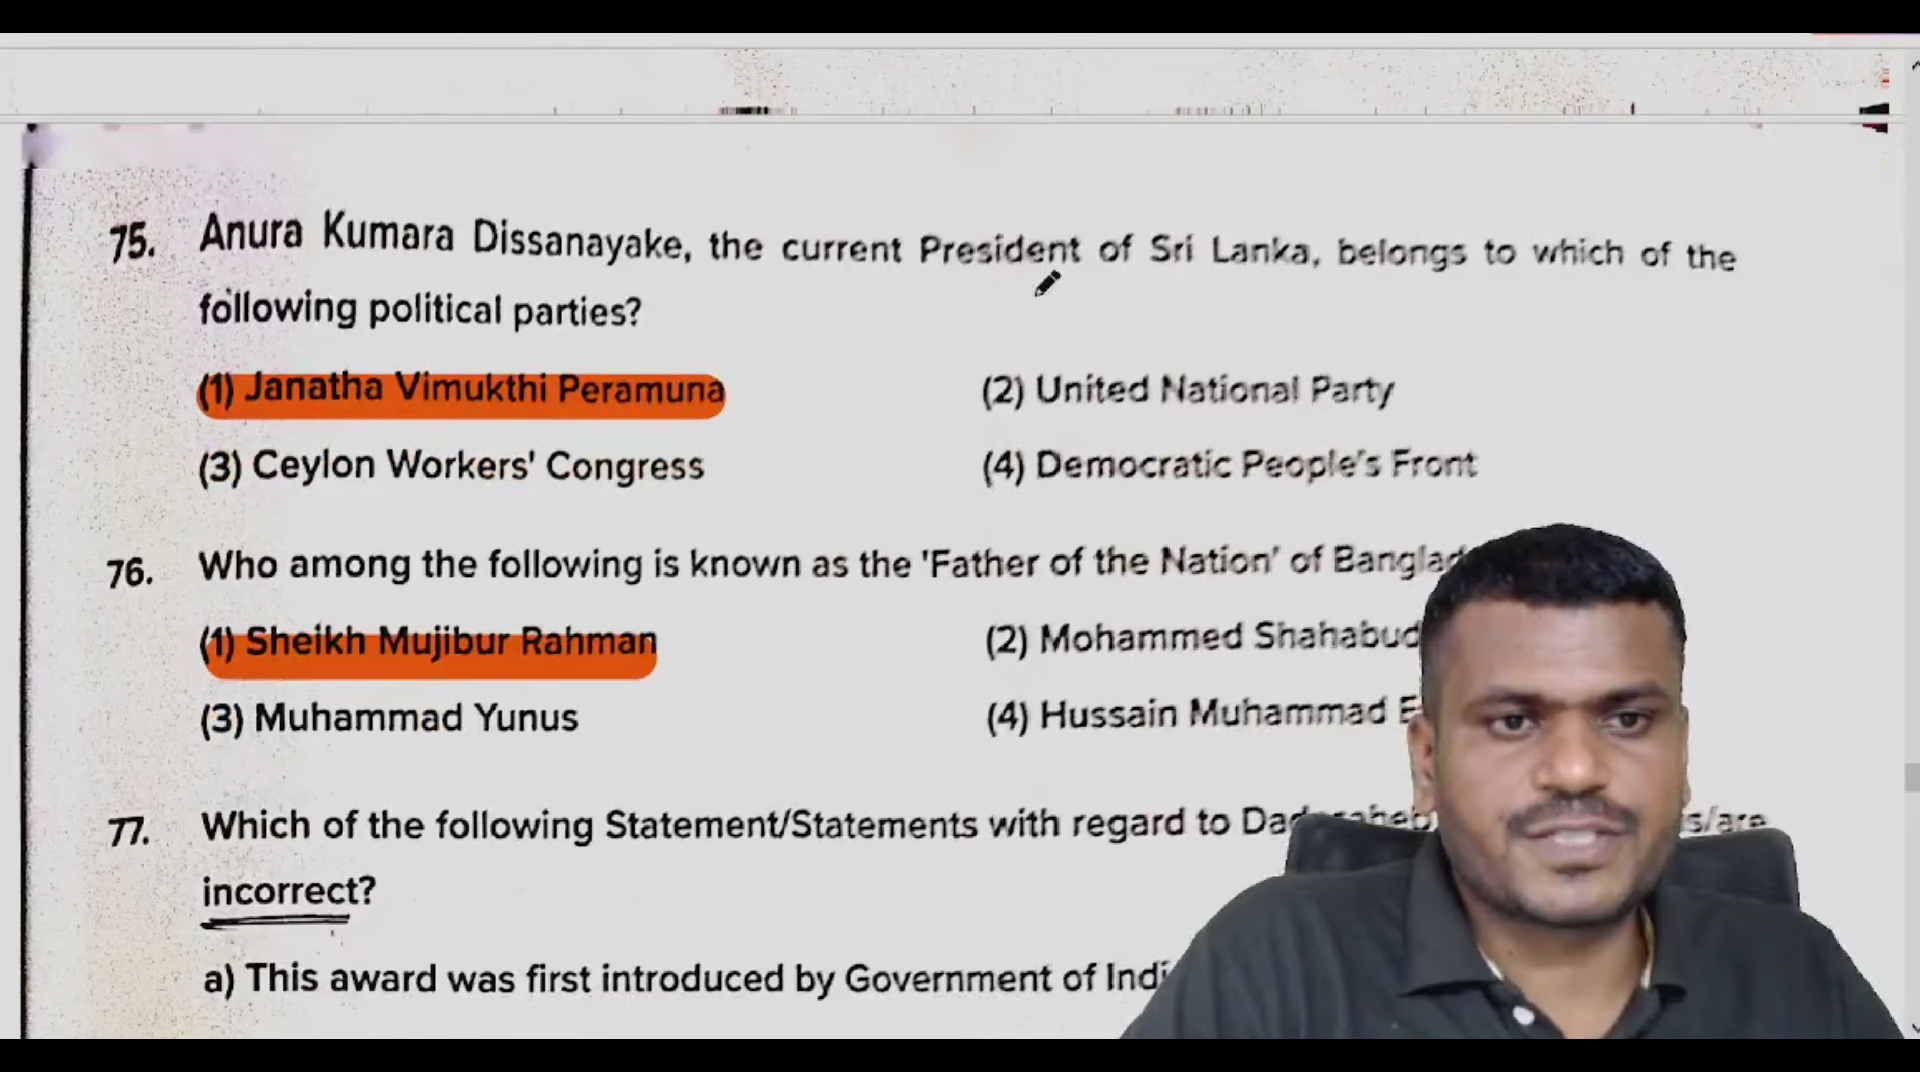 75. Anura Kumara Dissanayake, the current President of Sri Lanka, belongs to which of the
following political parties?
(1) Janatha Vimukthi Peramuna (2) United National Party
(3) Ceylon Workers' Congress (4) Democratic People's Front
76. Who among the following is known as the 'Father of the Nation' of
(1) Sheikh Mujibur Rahman (2) Mohammed
(3) Muhammad Yunus (4) Hussain Muhammad
77. Which of the following Statement/Statements with regard to is/are
incorrect?
a) This award was first introduced by Government of